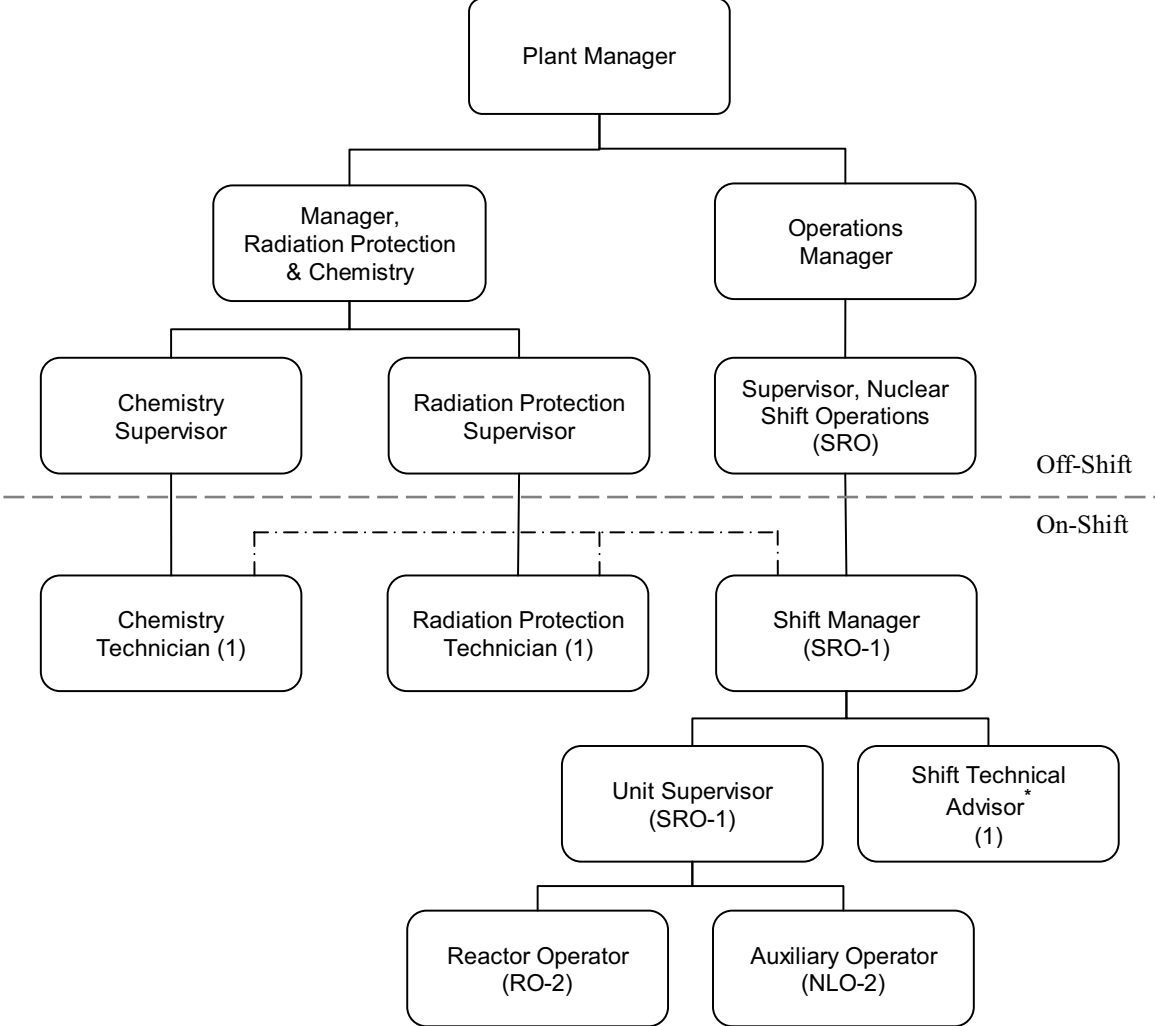 Plant Manager
Manager,
Radiation Protection
& Chemistry
Operations
Manager
Chemistry
Supervisor
Radiation Protection
Supervisor
Supervisor, Nuclear
Shift Operations
(SRO)
Off-Shift
On-Shift
Chemistry
Technician (1)
Radiation Protection
Technician (1)
Shift Manager
(SRO-1)
Unit Supervisor
(SRO-1)
Shift Technical
Advisor*
(1)
Reactor Operator
(RO-2)
Auxiliary Operator
(NLO-2)